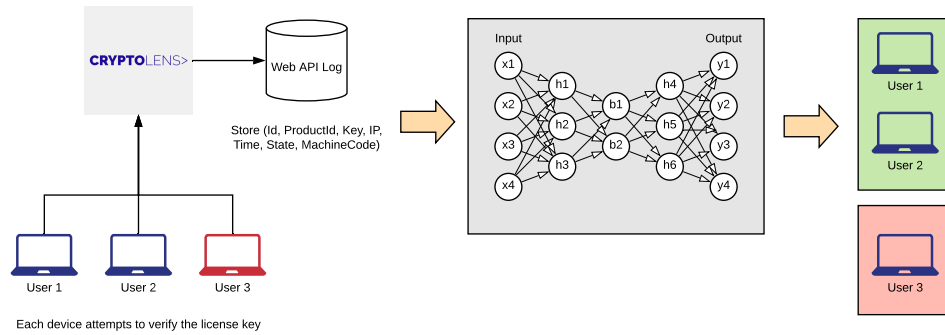 CRYPTOLENS>
Web API Log
Store (Id, ProductId, Key, IP,
Time, State, MachineCode)
User 1
User 2
User 3
Each device attempts to verify the license key
Input
Output
x1
x2
x3
x4
h1
h2
h3
b1
b2
h4
h5
h6
y1
y2
y3
y4
User 1
User 2
User 3